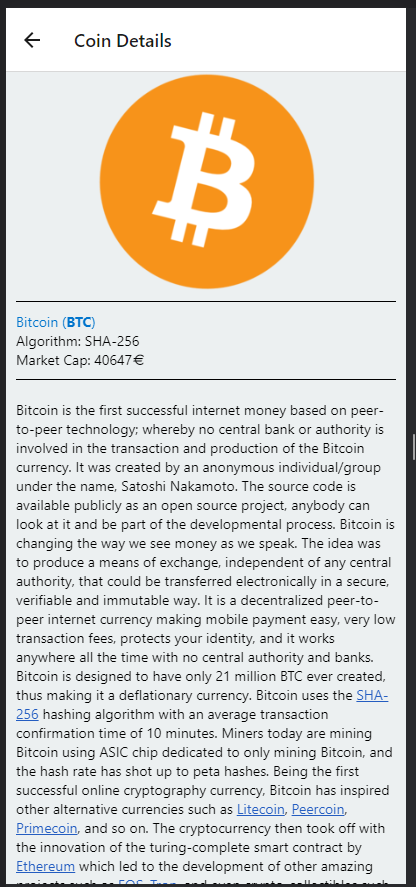 Coin Details
Bitcoin (BTC)
Algorithm: SHA-256
Market Cap: 40647€
Bitcoin is the first successful internet money based on peer-
to-peer technology; whereby no central bank or authority is
involved in the transaction and production of the Bitcoin
currency. It was created by an anonymous individual/group
under the name, Satoshi Nakamoto. The source code is
available publicly as an open source project, anybody can
look at it and be part of the developmental process. Bitcoin is
changing the way we see money as we speak. The idea was
to produce a means of exchange, independent of any central
authority, that could be transferred electronically in a secure,
verifiable and immutable way. It is a decentralized peer-to-
peer internet currency making mobile payment easy, very low
transaction fees, protects your identity, and it works
anywhere all the time with no central authority and banks.
Bitcoin is designed to have only 21 million BTC ever created,
thus making it a deflationary currency. Bitcoin uses the SHA-
256 hashing algorithm with an average transaction
confirmation time of 10 minutes. Miners today are mining
Bitcoin using ASIC chip dedicated to only mining Bitcoin, and
the hash rate has shot up to peta hashes. Being the first
successful online cryptography currency, Bitcoin has inspired
other alternative currencies such as Litecoin, Peercoin,
Primecoin, and so on. The cryptocurrency then took off with
the innovation of the turing-complete smart contract by
Ethereum which led to the development of other amazing
projects such as EOS, Tron, and even crypto-collectibles such